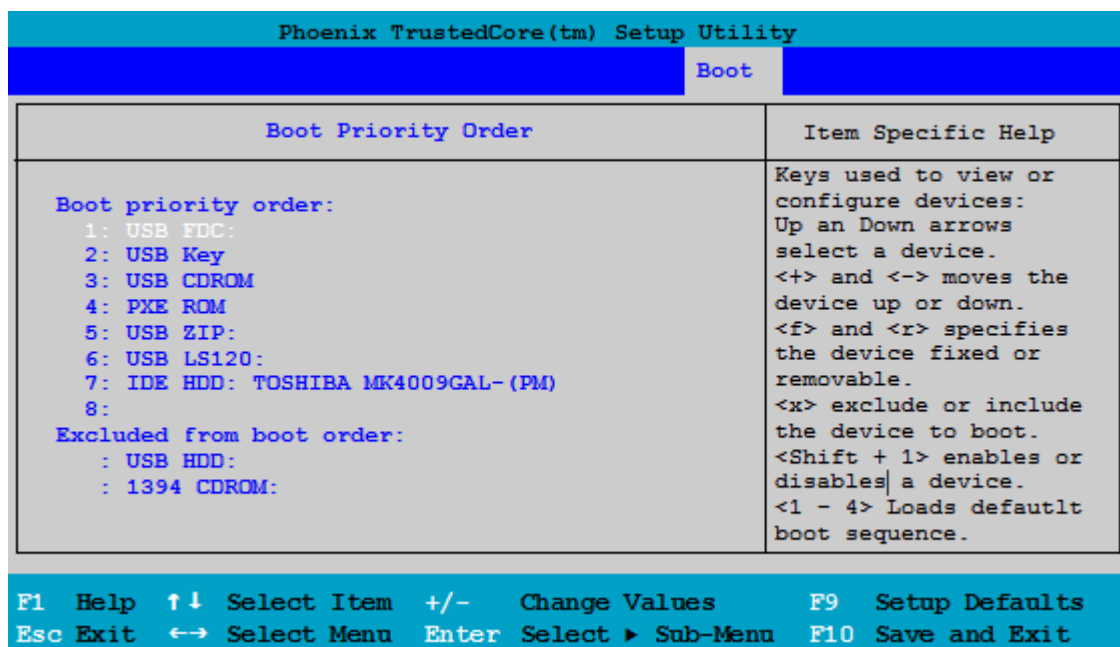 Phoenix TrustedCore(tm) Setup Utility
Boot
Boot Priority Order
Boot priority order:
1: USB FDC:
2: USB Key
3: USB CDROM
4: PXE ROM
5: USB ZIP:
6: USB LS120:
7: IDE HDD: TOSHIBA MK4009GAL-(PM)
8:
Excluded from boot order:
: USB HDD:
: 1394 CDROM:
Item Specific Help
Keys used to view or
configure devices:
Up an Down arrows
select a device.
<+> and <-> moves the
device up or down.
<f> and <r> specifies
the device fixed or
removable.
<x> exclude or include
the device to boot.
<Shift + 1> enables or
disables a device.
<1 - 4> Loads defautlt
boot sequence.
F1 Help ↑↓ Select Item +/- Change Values F9 Setup Defaults
Esc Exit ←→ Select Menu Enter Select ▶ Sub-Menu F10 Save and Exit